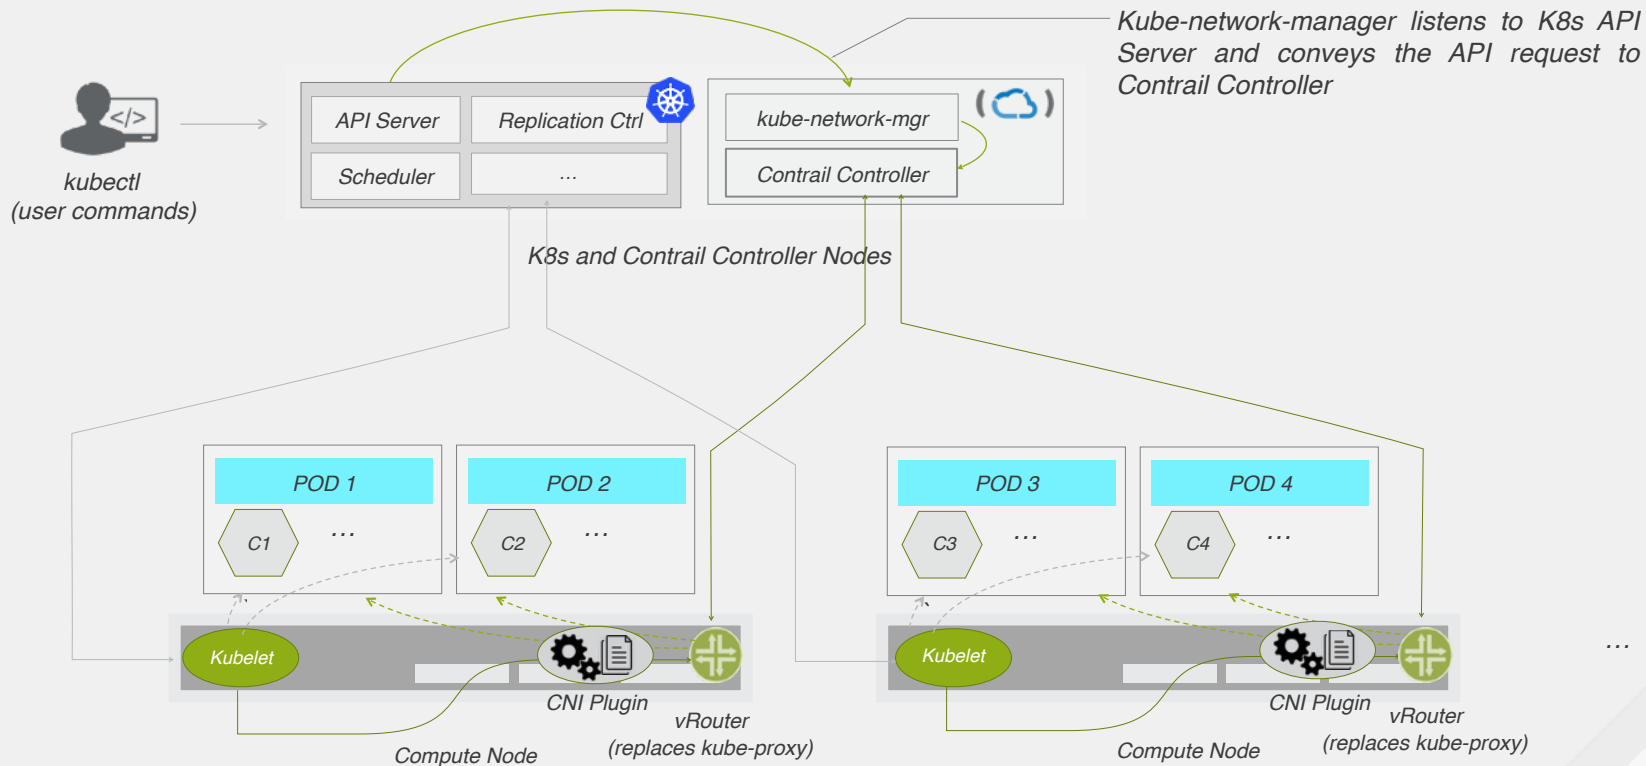 Kube-network-manager listens to K8s API
Server and conveys the API request to
Contrail Controller
</>
kubectl
(user commands)
API Server
Replication Ctrl
Scheduler
...
kube-network-mgr
Contrail Controller
K8s and Contrail Controller Nodes
POD 1
C1
...
POD 2
C2
...
POD 3
C3
...
POD 4
C4
...
Kubelet
CNI Plugin
vRouter
(replaces kube-proxy)
Compute Node
Kubelet
CNI Plugin
vRouter
(replaces kube-proxy)
Compute Node
...